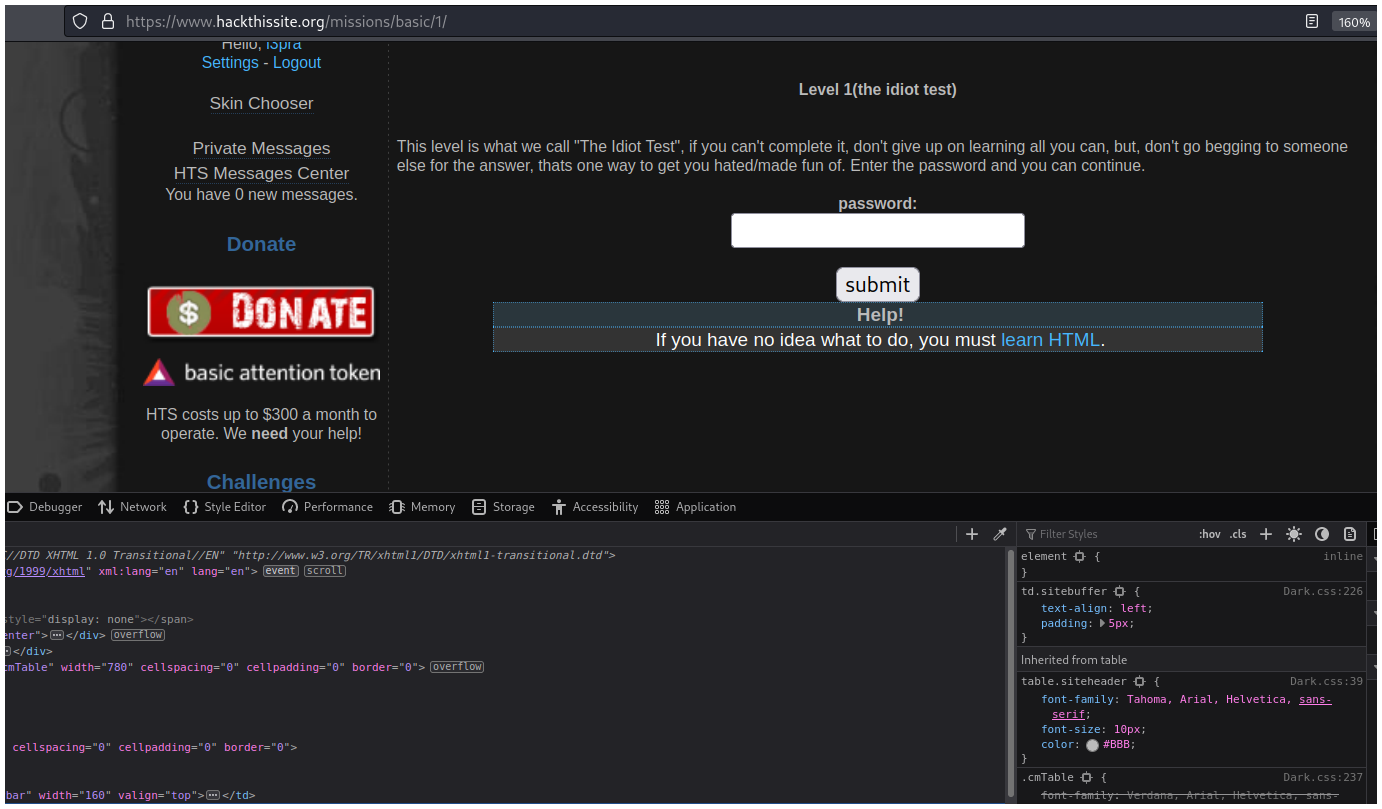 https://www.hackthissite.org/missions/basic/1/
160%
Hello, i3pra
Settings - Logout
Skin Chooser
Private Messages
HTS Messages Center
You have 0 new messages.
Donate
$ DONATE
basic attention token
HTS costs up to $300 a month to
operate. We need your help!
Challenges
Level 1(the idiot test)
This level is what we call "The Idiot Test", if you can't complete it, don't give up on learning all you can, but, don't go begging to someone
else for the answer, thats one way to get you hated/made fun of. Enter the password and you can continue.
password:
submit
Help!
If you have no idea what to do, you must learn HTML.
Debugger Network {} Style Editor Performance Memory Storage Accessibility Application
//DTD XHTML 1.0 Transitional//EN" "http://www.w3.org/TR/xhtml1/DTD/xhtml1-transitional.dtd">
g/1999/xhtml" xml:lang="en" lang="en"> event scroll
style="display: none"></span>
enter"> ... </div> overflow
... </div>
cmTable" width="780" cellspacing="0" cellpadding="0" border="0"> overflow
cellspacing="0" cellpadding="0" border="0">
bar" width="160" valign="top"> ... </td>
+
Filter Styles :hov .cls +
element { inline
}
td.sitebuffer { Dark.css:226
text-align: left;
padding: 5px;
}
Inherited from table
table.siteheader { Dark.css:39
font-family: Tahoma, Arial, Helvetica, sans-
serif;
font-size: 10px;
color: #BBB;
}
.cmTable { Dark.css:237
font-family: Verdana, Arial, Helvetica, sans-